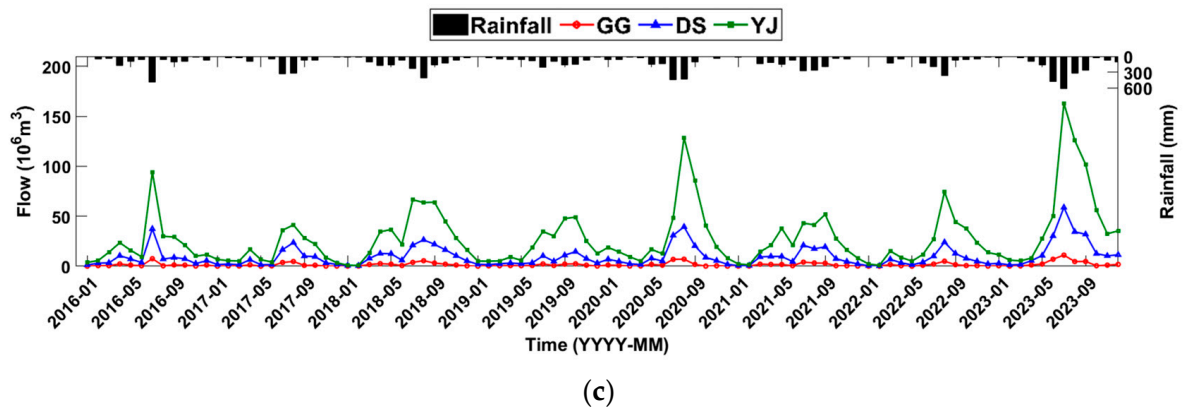 Rainfall GG DS YJ
200
150
100
50
0
Flow (10⁶m³)
0
300
600
Rainfall (mm)
2016-01 2016-05 2016-09 2017-01 2017-05 2017-09 2018-01 2018-05 2018-09 2019-01 2019-05 2019-09 2020-01 2020-05 2020-09 2021-01 2021-05 2021-09 2022-01 2022-05 2022-09 2023-01 2023-05 2023-09
Time (YYYY-MM)
(c)